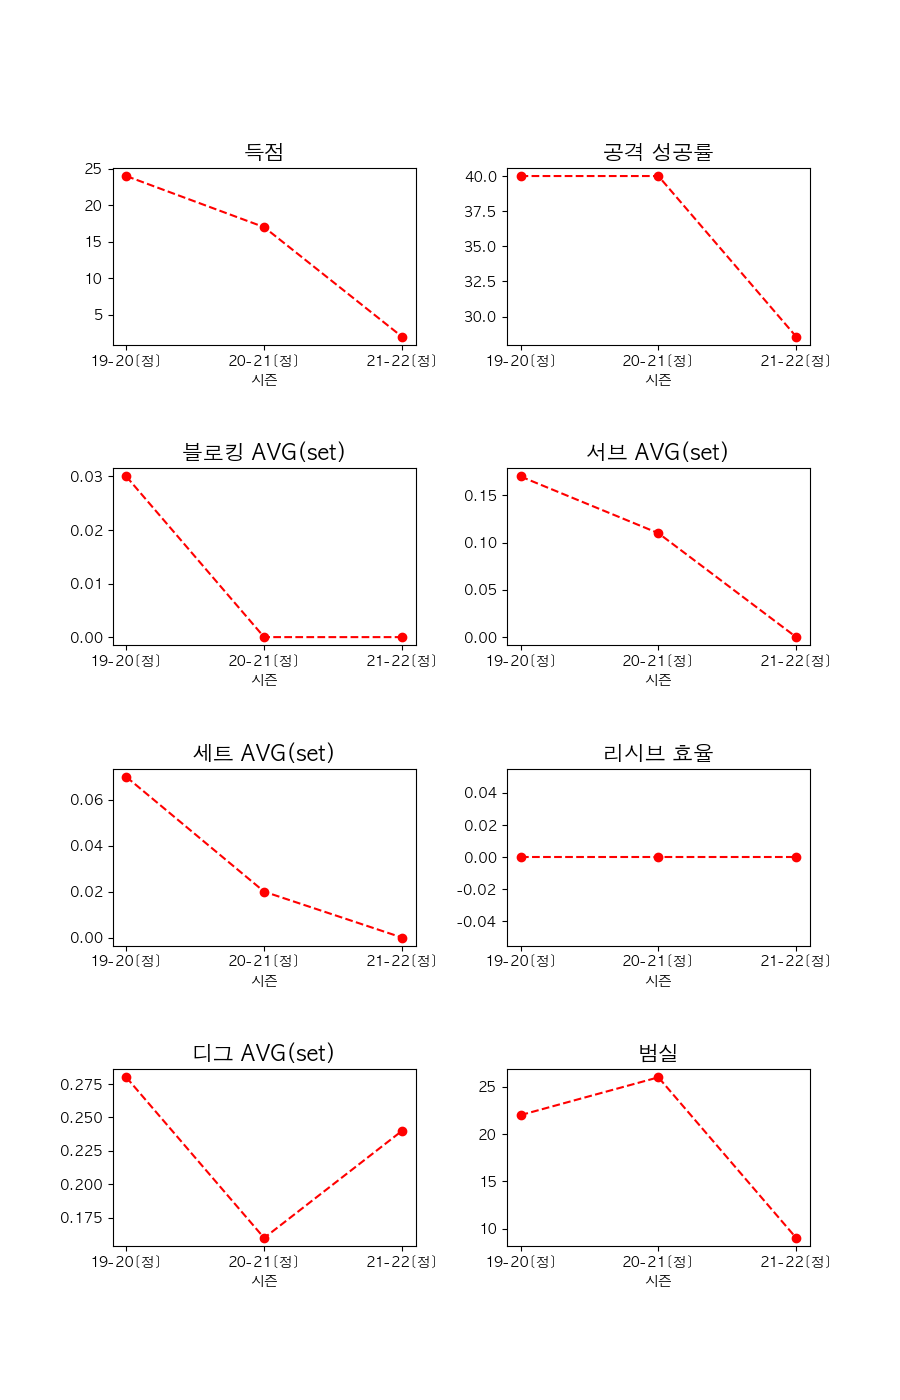 득점
25
20
15
10
5
19-20(정)
20-21(정)
21-22(정)
시즌
공격 성공률
40.0
37.5
35.0
32.5
30.0
19-20(정)
20-21(정)
21-22(정)
시즌
블로킹 AVG(set)
0.03
0.02
0.01
0.00
19-20(정)
20-21(정)
21-22(정)
시즌
서브 AVG(set)
0.15
0.10
0.05
0.00
19-20(정)
20-21(정)
21-22(정)
시즌
세트 AVG(set)
0.06
0.04
0.02
0.00
19-20(정)
20-21(정)
21-22(정)
시즌
리시브 효율
0.04
0.02
0.00
-0.02
-0.04
19-20(정)
20-21(정)
21-22(정)
시즌
디그 AVG(set)
0.275
0.250
0.225
0.200
0.175
19-20(정)
20-21(정)
21-22(정)
시즌
범실
25
20
15
10
19-20(정)
20-21(정)
21-22(정)
시즌